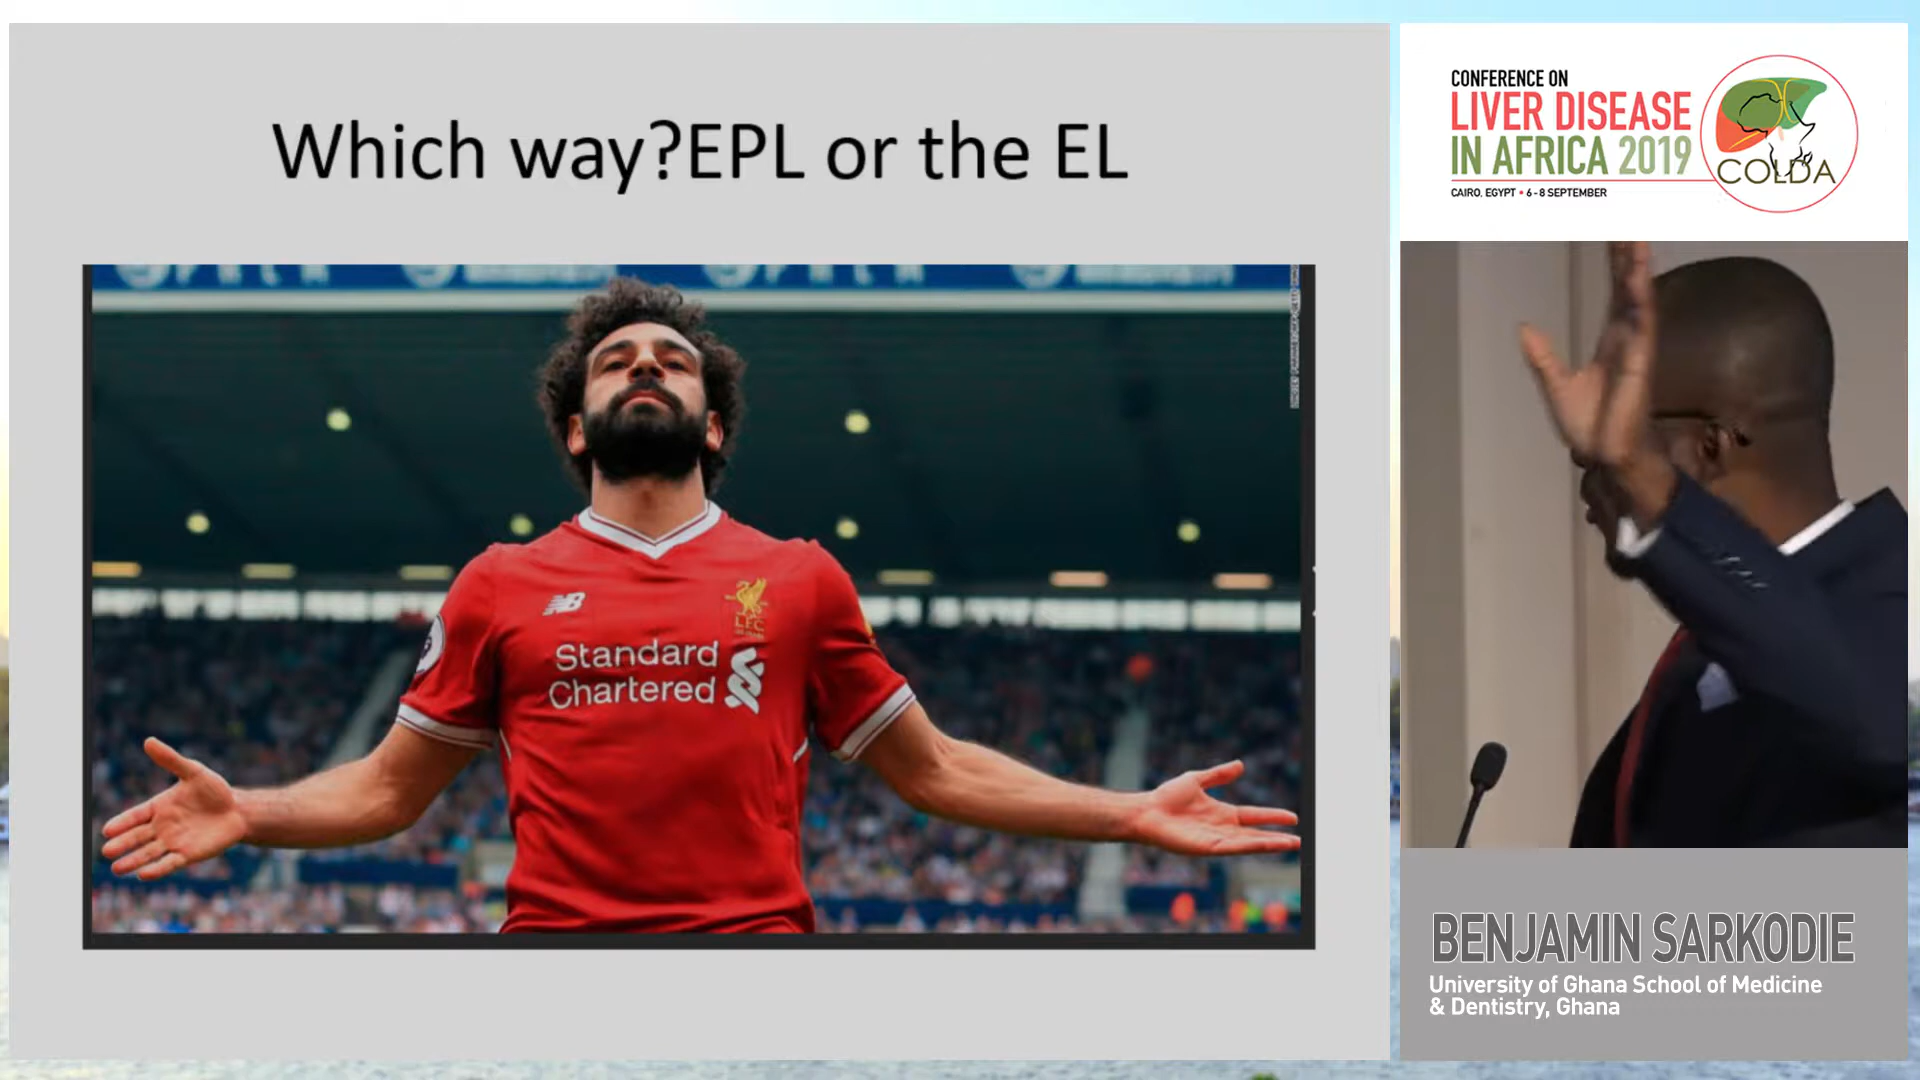 Which way?EPL or the EL
NB
LFC
Standard
Chartered
CONFERENCE ON
LIVER DISEASE
IN AFRICA 2019
COLDA
CAIRO, EGYPT • 6 - 8 SEPTEMBER
BENJAMIN SARKODIE
University of Ghana School of Medicine
& Dentistry, Ghana